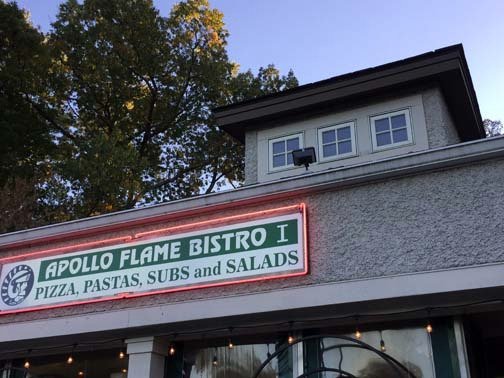 APOLLO FLAME BISTRO I
PIZZA, PASTAS, SUBS and SALADS